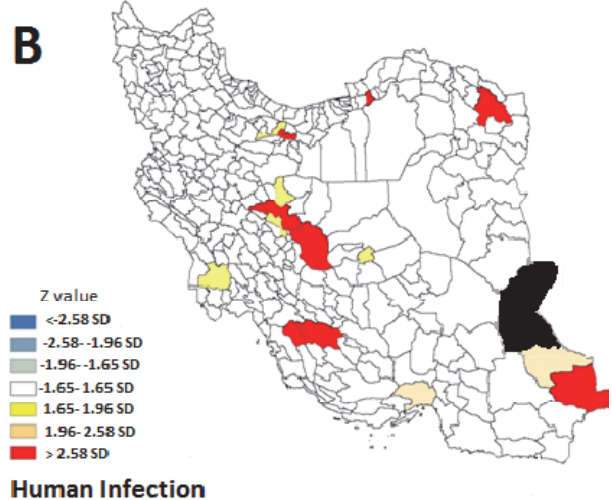 B
Z value
<-2.58 SD
-2.58- -1.96 SD
-1.96- -1.65 SD
-1.65- 1.65 SD
1.65- 1.96 SD
1.96- 2.58 SD
> 2.58 SD
Human Infection